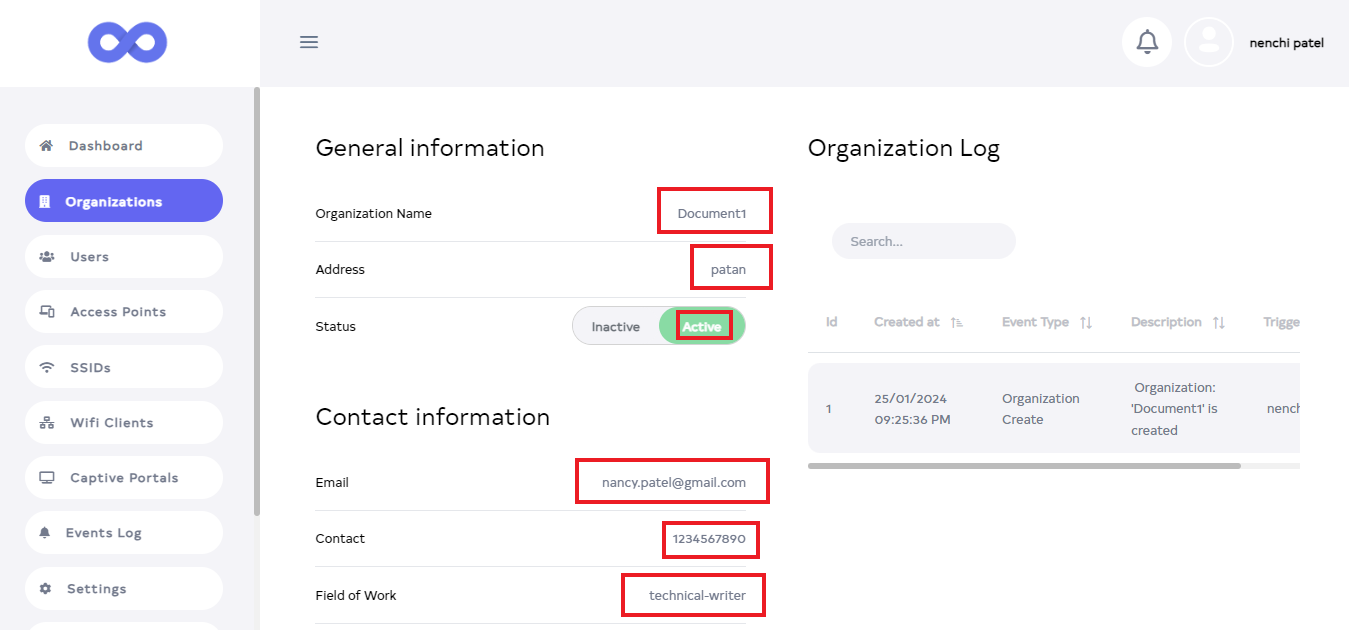 nenchi patel
Dashboard
Organizations
Users
Access Points
SSIDs
Wifi Clients
Captive Portals
Events Log
Settings
General information
Organization Name Document1
Address patan
Status Inactive Active
Contact information
Email nancy.patel@gmail.com
Contact 1234567890
Field of Work technical-writer
Organization Log
Search...
Id Created at Event Type Description Trigge
1 25/01/2024 09:25:36 PM Organization Create Organization: 'Document1' is created nench